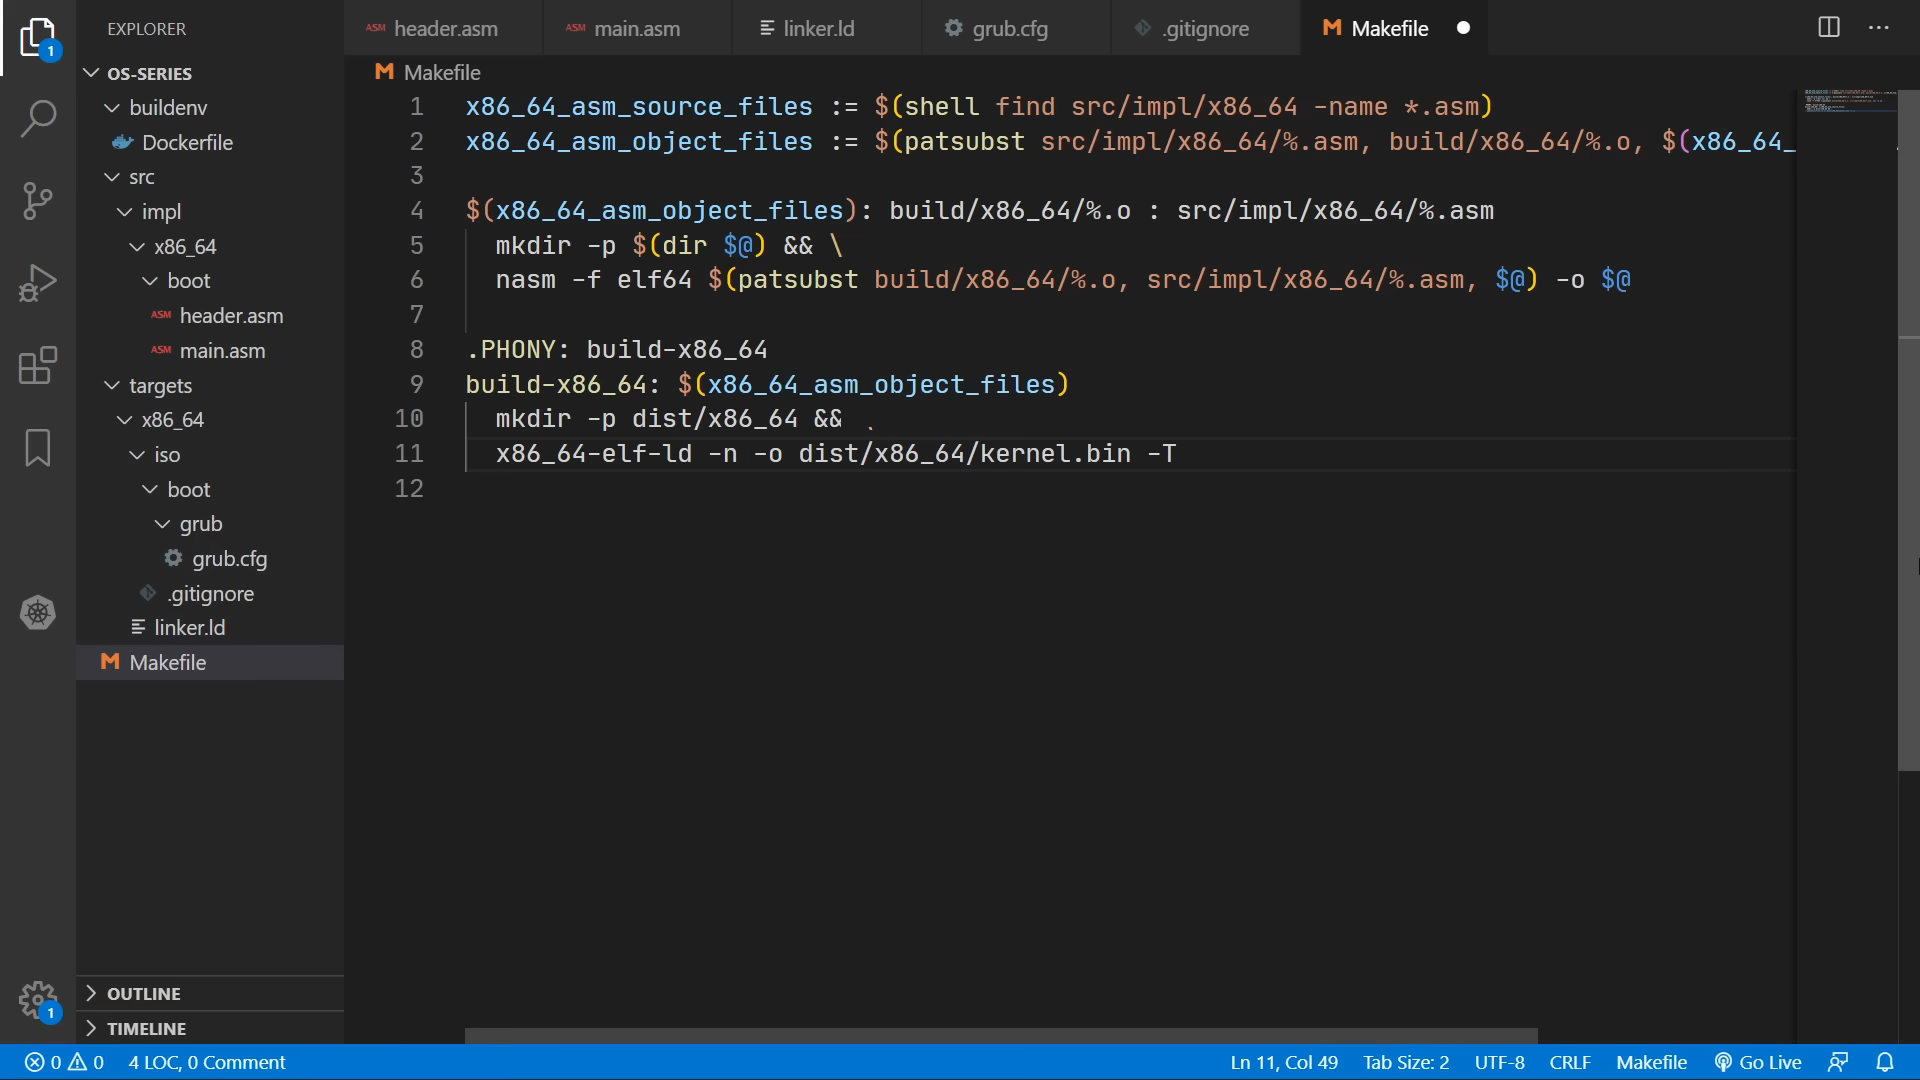 EXPLORER
OS-SERIES
buildenv
Dockerfile
src
impl
x86_64
boot
ASM header.asm
ASM main.asm
targets
x86_64
iso
boot
grub
grub.cfg
.gitignore
linker.ld
M Makefile
OUTLINE
TIMELINE
1
1
ASM header.asm
ASM main.asm
linker.ld
grub.cfg
.gitignore
M Makefile
M Makefile
1 x86_64_asm_source_files := $(shell find src/impl/x86_64 -name *.asm)
2 x86_64_asm_object_files := $(patsubst src/impl/x86_64/%.asm, build/x86_64/%.o, $(x86_64_
3
4 $(x86_64_asm_object_files): build/x86_64/%.o : src/impl/x86_64/%.asm
5 mkdir -p $(dir $@) && \
6 nasm -f elf64 $(patsubst build/x86_64/%.o, src/impl/x86_64/%.asm, $@) -o $@
7
8 .PHONY: build-x86_64
9 build-x86_64: $(x86_64_asm_object_files)
10 mkdir -p dist/x86_64 &&
11 x86_64-elf-ld -n -o dist/x86_64/kernel.bin -T
12
0 0 4 LOC, 0 Comment
Ln 11, Col 49 Tab Size: 2 UTF-8 CRLF Makefile Go Live